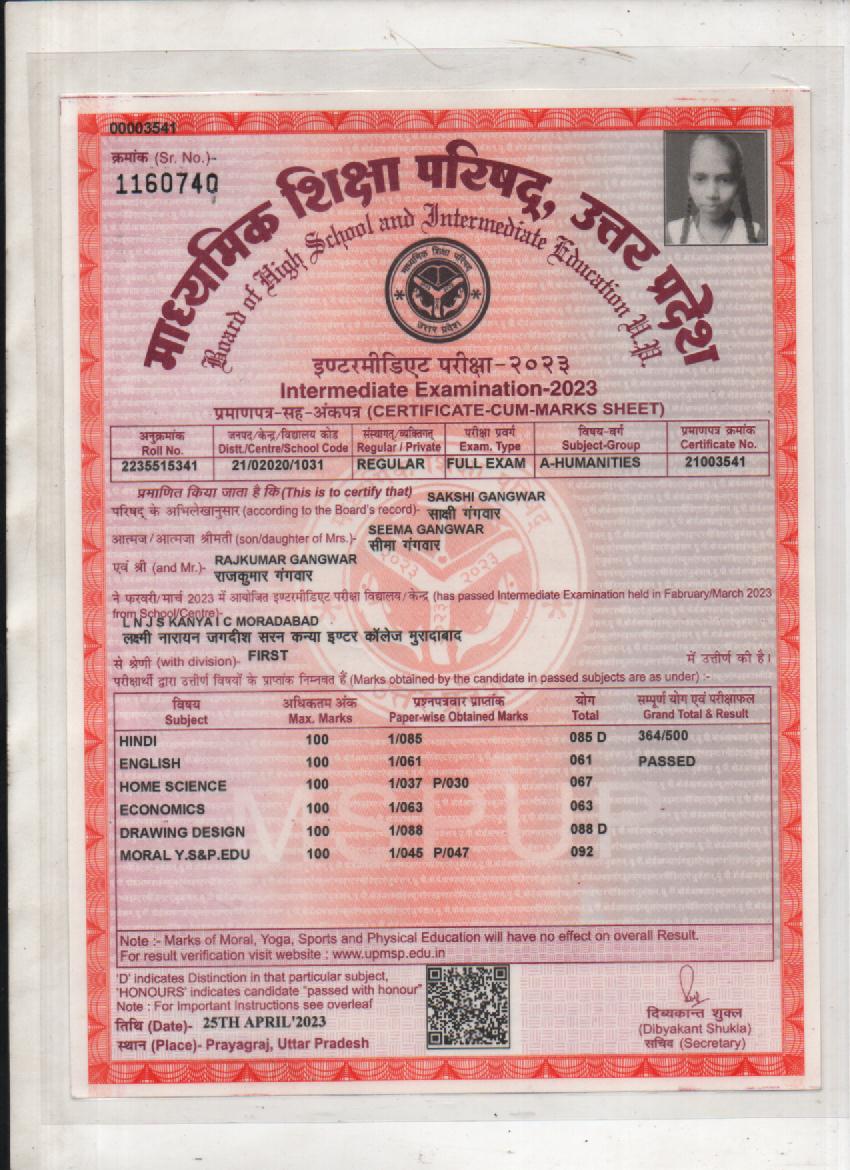 00003541
क्रमांक (Sr. No.)-
1160740
माध्यमिक शिक्षा परिषद्, उत्तर प्रदेश
Board of High School and Intermediate Education U.P.
माध्यमिक शिक्षा परिषद्
उत्तर प्रदेश
इण्टरमीडिएट परीक्षा-२०२३
Intermediate Examination-2023
प्रमाणपत्र-सह-अंकपत्र (CERTIFICATE-CUM-MARKS SHEET)
अनुक्रमांक जनपद/केन्द्र/विद्यालय कोड संस्थागत/व्यक्तिगत परीक्षा प्रवर्ग विषय-वर्ग प्रमाणपत्र क्रमांक
Roll No. Distt./Centre/School Code Regular / Private Exam. Type Subject-Group Certificate No.
2235515341 21/02020/1031 REGULAR FULL EXAM A-HUMANITIES 21003541
प्रमाणित किया जाता है कि (This is to certify that) SAKSHI GANGWAR
परिषद् के अभिलेखानुसार (according to the Board's record)- साक्षी गंगवार
SEEMA GANGWAR
आत्मज/आत्मजा श्रीमती (son/daughter of Mrs.)- सीमा गंगवार
RAJKUMAR GANGWAR
एवं श्री (and Mr.)- राजकुमार गंगवार
ने फरवरी/मार्च 2023 में आयोजित इण्टरमीडिएट परीक्षा विद्यालय/केन्द्र (has passed Intermediate Examination held in Fabruary/March 2023
from School/Centre)-
L N J S KANYA I C MORADABAD
लक्ष्मी नारायन जगदीश सरन कन्या इण्टर कॉलेज मुरादाबाद
से श्रेणी (with division)- FIRST में उत्तीर्ण की है।
परीक्षार्थी द्वारा उत्तीर्ण विषयों के प्राप्तांक निम्नवत हैं (Marks obtained by the candidate in passed subjects are as under) :-
विषय अधिकतम अंक प्रश्नपत्रवार प्राप्तांक योग सम्पूर्ण योग एवं परीक्षाफल
Subject Max. Marks Paper-wise Obtained Marks Total Grand Total & Result
HINDI 100 1/085 085 D 364/500
ENGLISH 100 1/061 061 PASSED
HOME SCIENCE 100 1/037 P/030 067
ECONOMICS 100 1/063 063
DRAWING DESIGN 100 1/088 088 D
MORAL Y.S&P.EDU 100 1/045 P/047 092
Note :- Marks of Moral, Yoga, Sports and Physical Education will have no effect on overall Result.
For result verification visit website : www.upmsp.edu.in
'D' indicates Distinction in that particular subject,
'HONOURS' indicates candidate "passed with honour"
Note : For Important Instructions see overleaf
तिथि (Date)- 25TH APRIL'2023
स्थान (Place)- Prayagraj, Uttar Pradesh
दिब्यकान्त शुक्ल
(Dibyakant Shukla)
सचिव (Secretary)